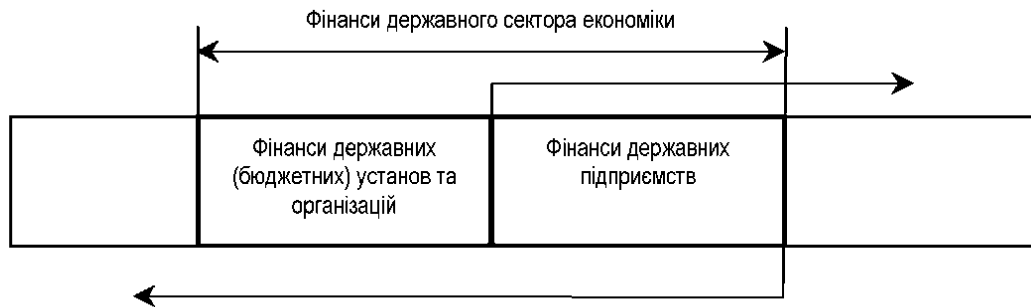 Фінанси державного сектора економіки
Фінанси державних
(бюджетних) установ та
організацій
Фінанси державних
підприємств